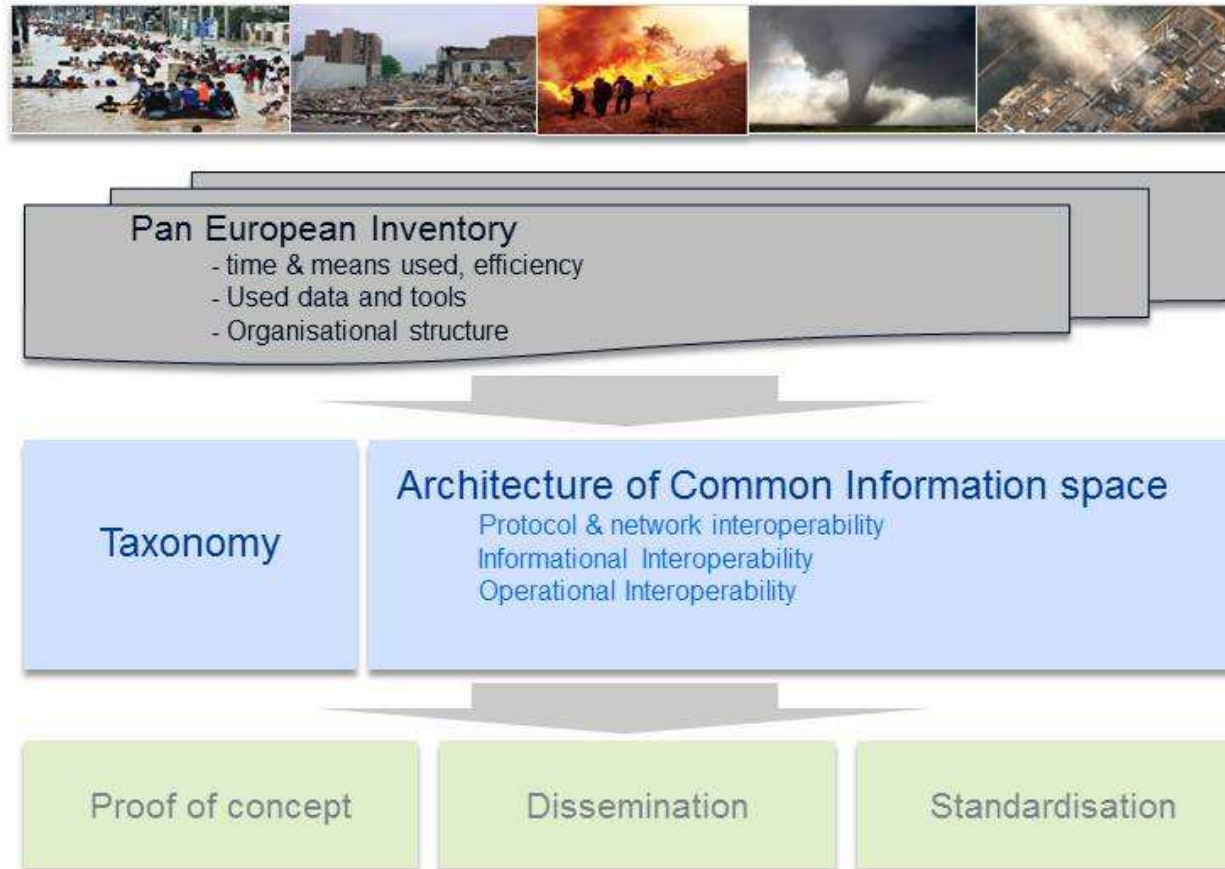 Pan European Inventory
- time & means used, efficiency
- Used data and tools
- Organisational structure
Taxonomy
Architecture of Common Information space
Protocol & network interoperability
Informational Interoperability
Operational Interoperability
Proof of concept
Dissemination
Standardisation